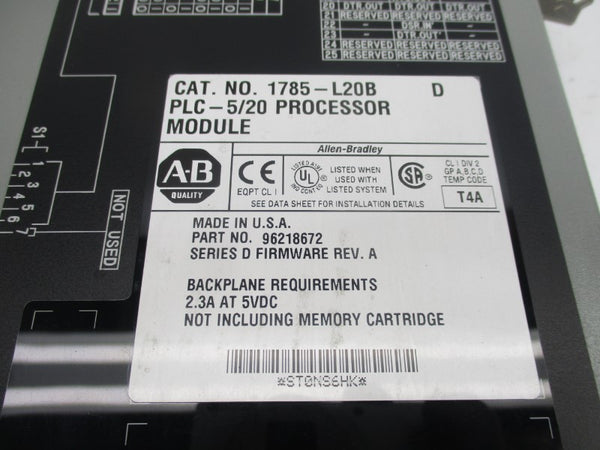 20 DTR.OUT DTR.OUT DTR.OUT
21 RESERVED RESERVED RESERVED
22 - DSR.IN -
23 - DTR.OUT -
24 RESERVED RESERVED RESERVED
25 RESERVED RESERVED RESERVED
CAT. NO. 1785-L20B D
PLC-5/20 PROCESSOR
MODULE
Allen-Bradley
A-B
QUALITY
CE
EQPT CL I
UL
LISTED WHEN
USED WITH
LISTED SYSTEM
SA
CL I DIV 2
GP A,B,C,D
TEMP CODE
T4A
SEE DATA SHEET FOR INSTALLATION DETAILS
MADE IN U.S.A.
PART NO. 96218672
SERIES D FIRMWARE REV. A
BACKPLANE REQUIREMENTS
2.3A AT 5VDC
NOT INCLUDING MEMORY CARTRIDGE
*ST0NS6HK*
S1
1
2
3
4
5
6
7
NOT USED